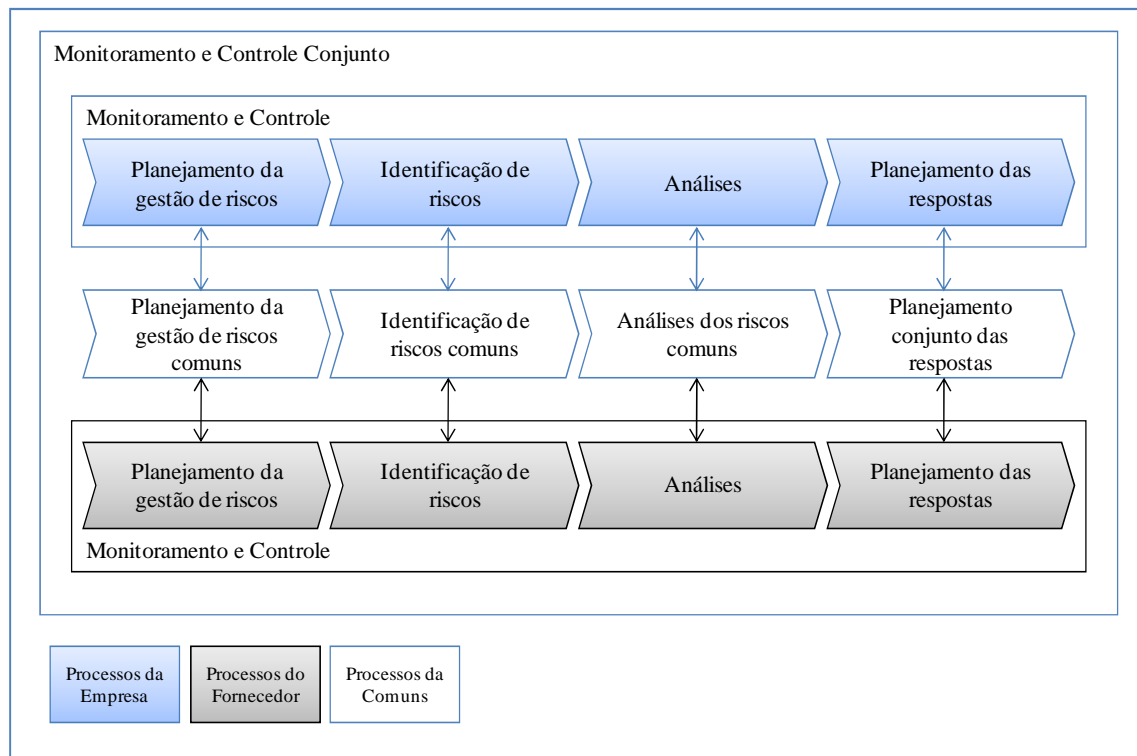 Monitoramento e Controle Conjunto
Monitoramento e Controle
Planejamento da
gestão de riscos
Identificação de
riscos
Análises
Planejamento das
respostas
Planejamento da
gestão de riscos
comuns
Identificação de
riscos comuns
Análises dos riscos
comuns
Planejamento
conjunto das
respostas
Planejamento da
gestão de riscos
Identificação de
riscos
Análises
Planejamento das
respostas
Monitoramento e Controle
Processos da
Empresa
Processos do
Fornecedor
Processos da
Comuns